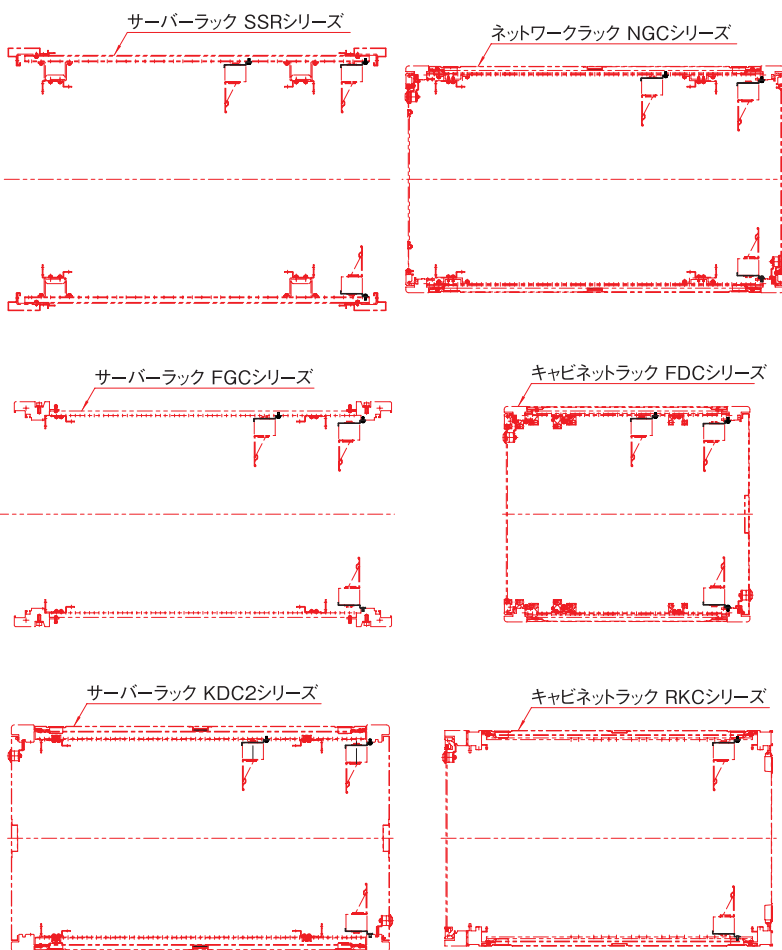 サーバーラック SSRシリーズ
ネットワークラック NGCシリーズ
サーバーラック FGCシリーズ
キャビネットラック FDCシリーズ
サーバーラック KDC2シリーズ
キャビネットラック RKCシリーズ